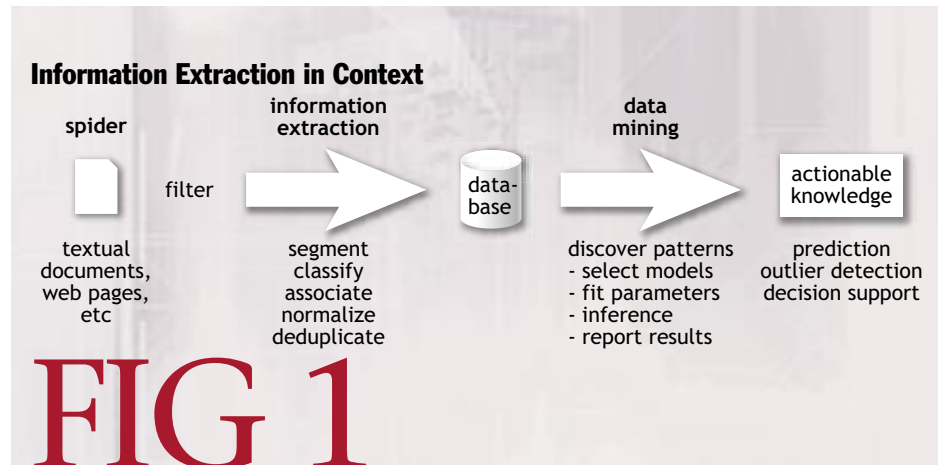 Information Extraction in Context
spider
filter
textual
documents,
web pages,
etc
information
extraction
segment
classify
associate
normalize
deduplicate
data-
base
data
mining
discover patterns
- select models
- fit parameters
- inference
- report results
actionable
knowledge
prediction
outlier detection
decision support
FIG 1